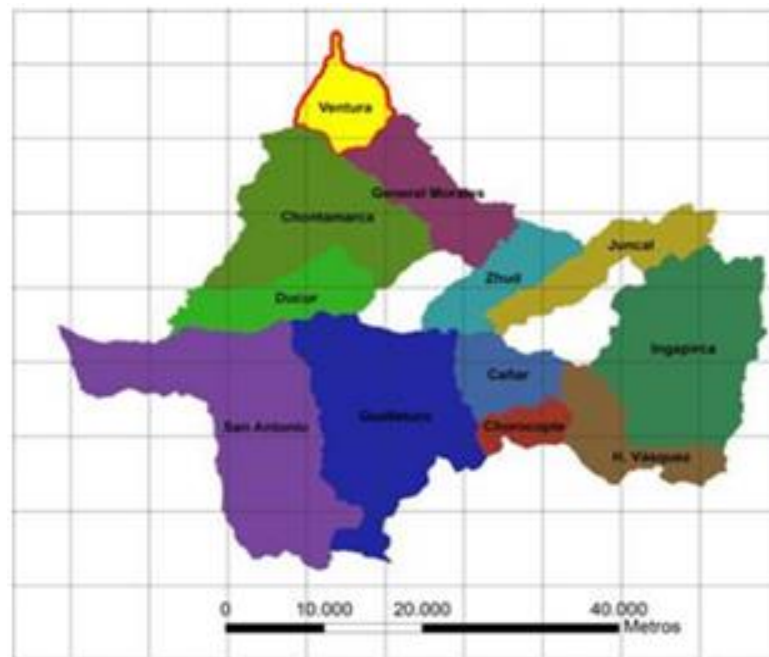 Ventura
General Morales
Chontamarca
Juncal
Zhud
Ducur
Ingapirca
Cañar
San Antonio
Gualleturo
Chorocopte
H. Vásquez
0 10.000 20.000 40.000
Metros